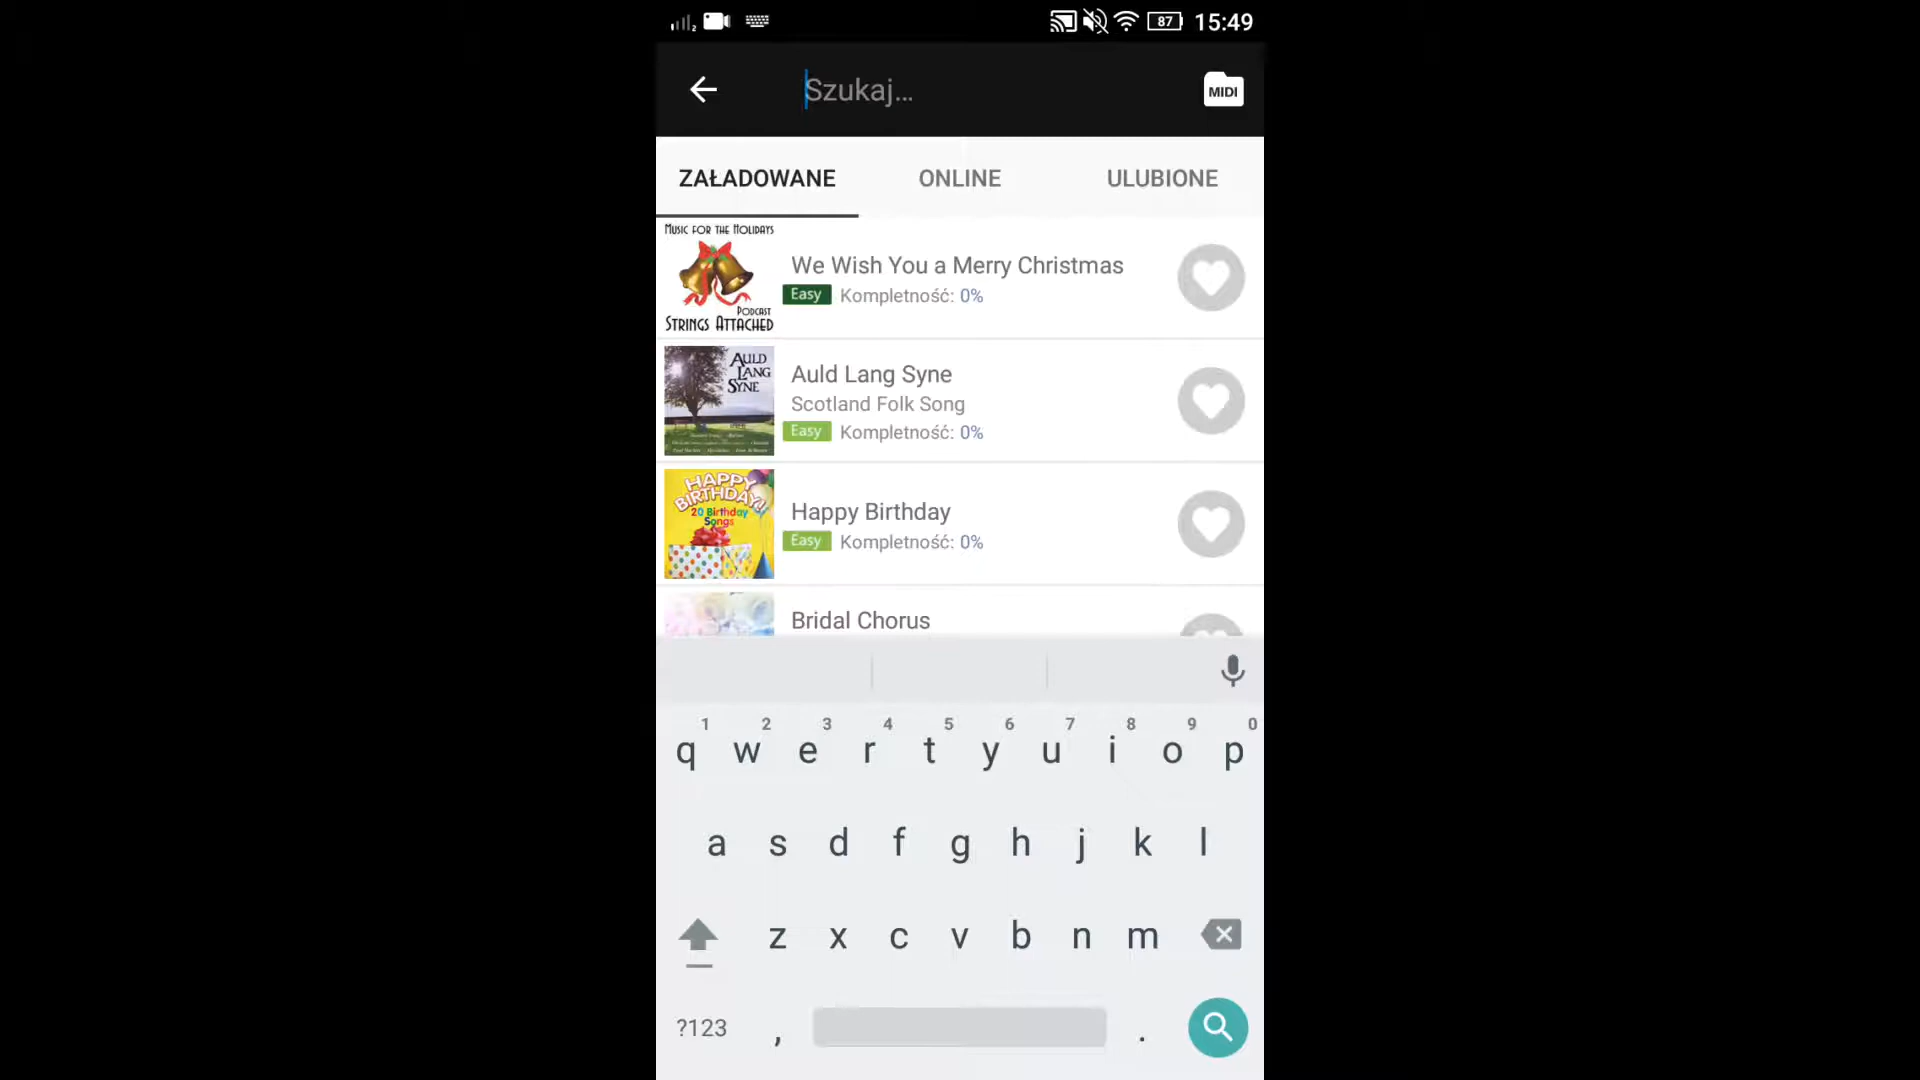 2 87 15:49
Szukaj...
MIDI
ZAŁADOWANE ONLINE ULUBIONE
MUSIC FOR THE HOLIDAYS
PODCAST
STRINGS ATTACHED
We Wish You a Merry Christmas
Easy Kompletność: 0%
AULD
LANG
SYNE
Auld Lang Syne
Scotland Folk Song
Easy Kompletność: 0%
HAPPY
BIRTHDAY!
20 Birthday
Songs
Happy Birthday
Easy Kompletność: 0%
Bridal Chorus
1 2 3 4 5 6 7 8 9 0
q w e r t y u i o p
a s d f g h j k l
z x c v b n m
?123 , .